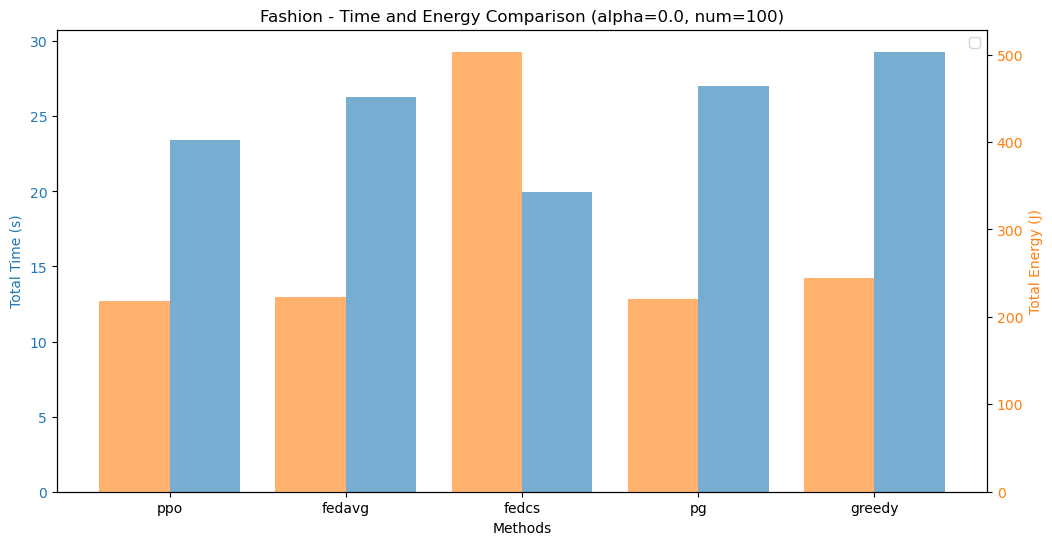 Fashion - Time and Energy Comparison (alpha=0.0, num=100)
30
25
20
15
10
5
0
Total Time (s)
500
400
300
200
100
0
Total Energy (J)
ppo fedavg fedcs pg greedy
Methods